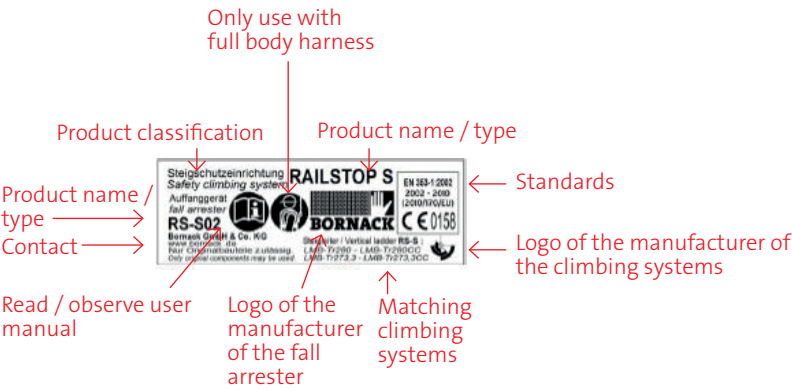 Only use with
full body harness
Product classification
Product name / type
Steigschutzeinrichtung
Safety climbing system
RAILSTOP S
EN 353-1:2002
2002 - 2010
(2010/170/EU)
Standards
Auffanggerät
fall arrester
Product name /
type
RS-S02
BORNACK
CE0158
Contact
Bornack GmbH & Co. KG
www.bornack.de
Nur Originalbauteile zulässig.
Only original components may be used.
Steigleiter / Vertical ladder RS-S :
LMB-Tr280 - LMB-Tr280CC
LMB-Tr273.3 - LMB-Tr273,3CC
Logo of the manufacturer of
the climbing systems
Read / observe user
manual
Logo of the
manufacturer
of the fall
arrester
Matching
climbing
systems